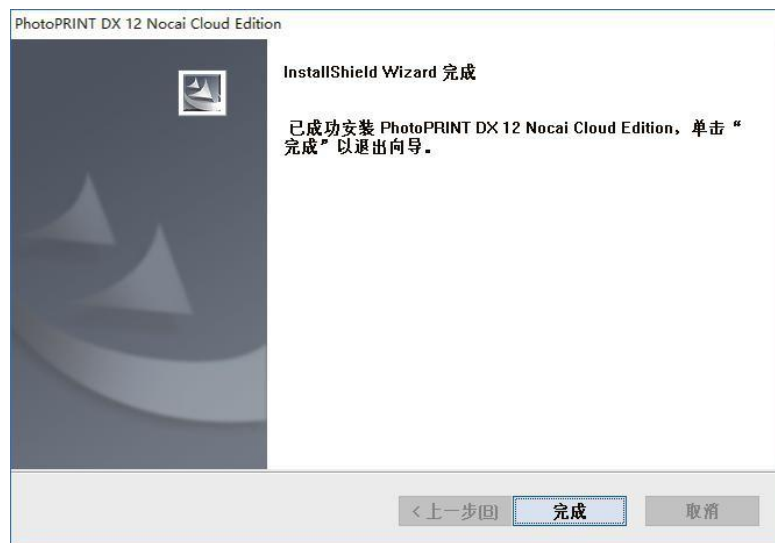 PhotoPRINT DX 12 Nocai Cloud Edition
InstallShield Wizard 完成
已成功安装 PhotoPRINT DX 12 Nocai Cloud Edition，单击“
完成”以退出向导。
< 上一步(B) 完成 取消